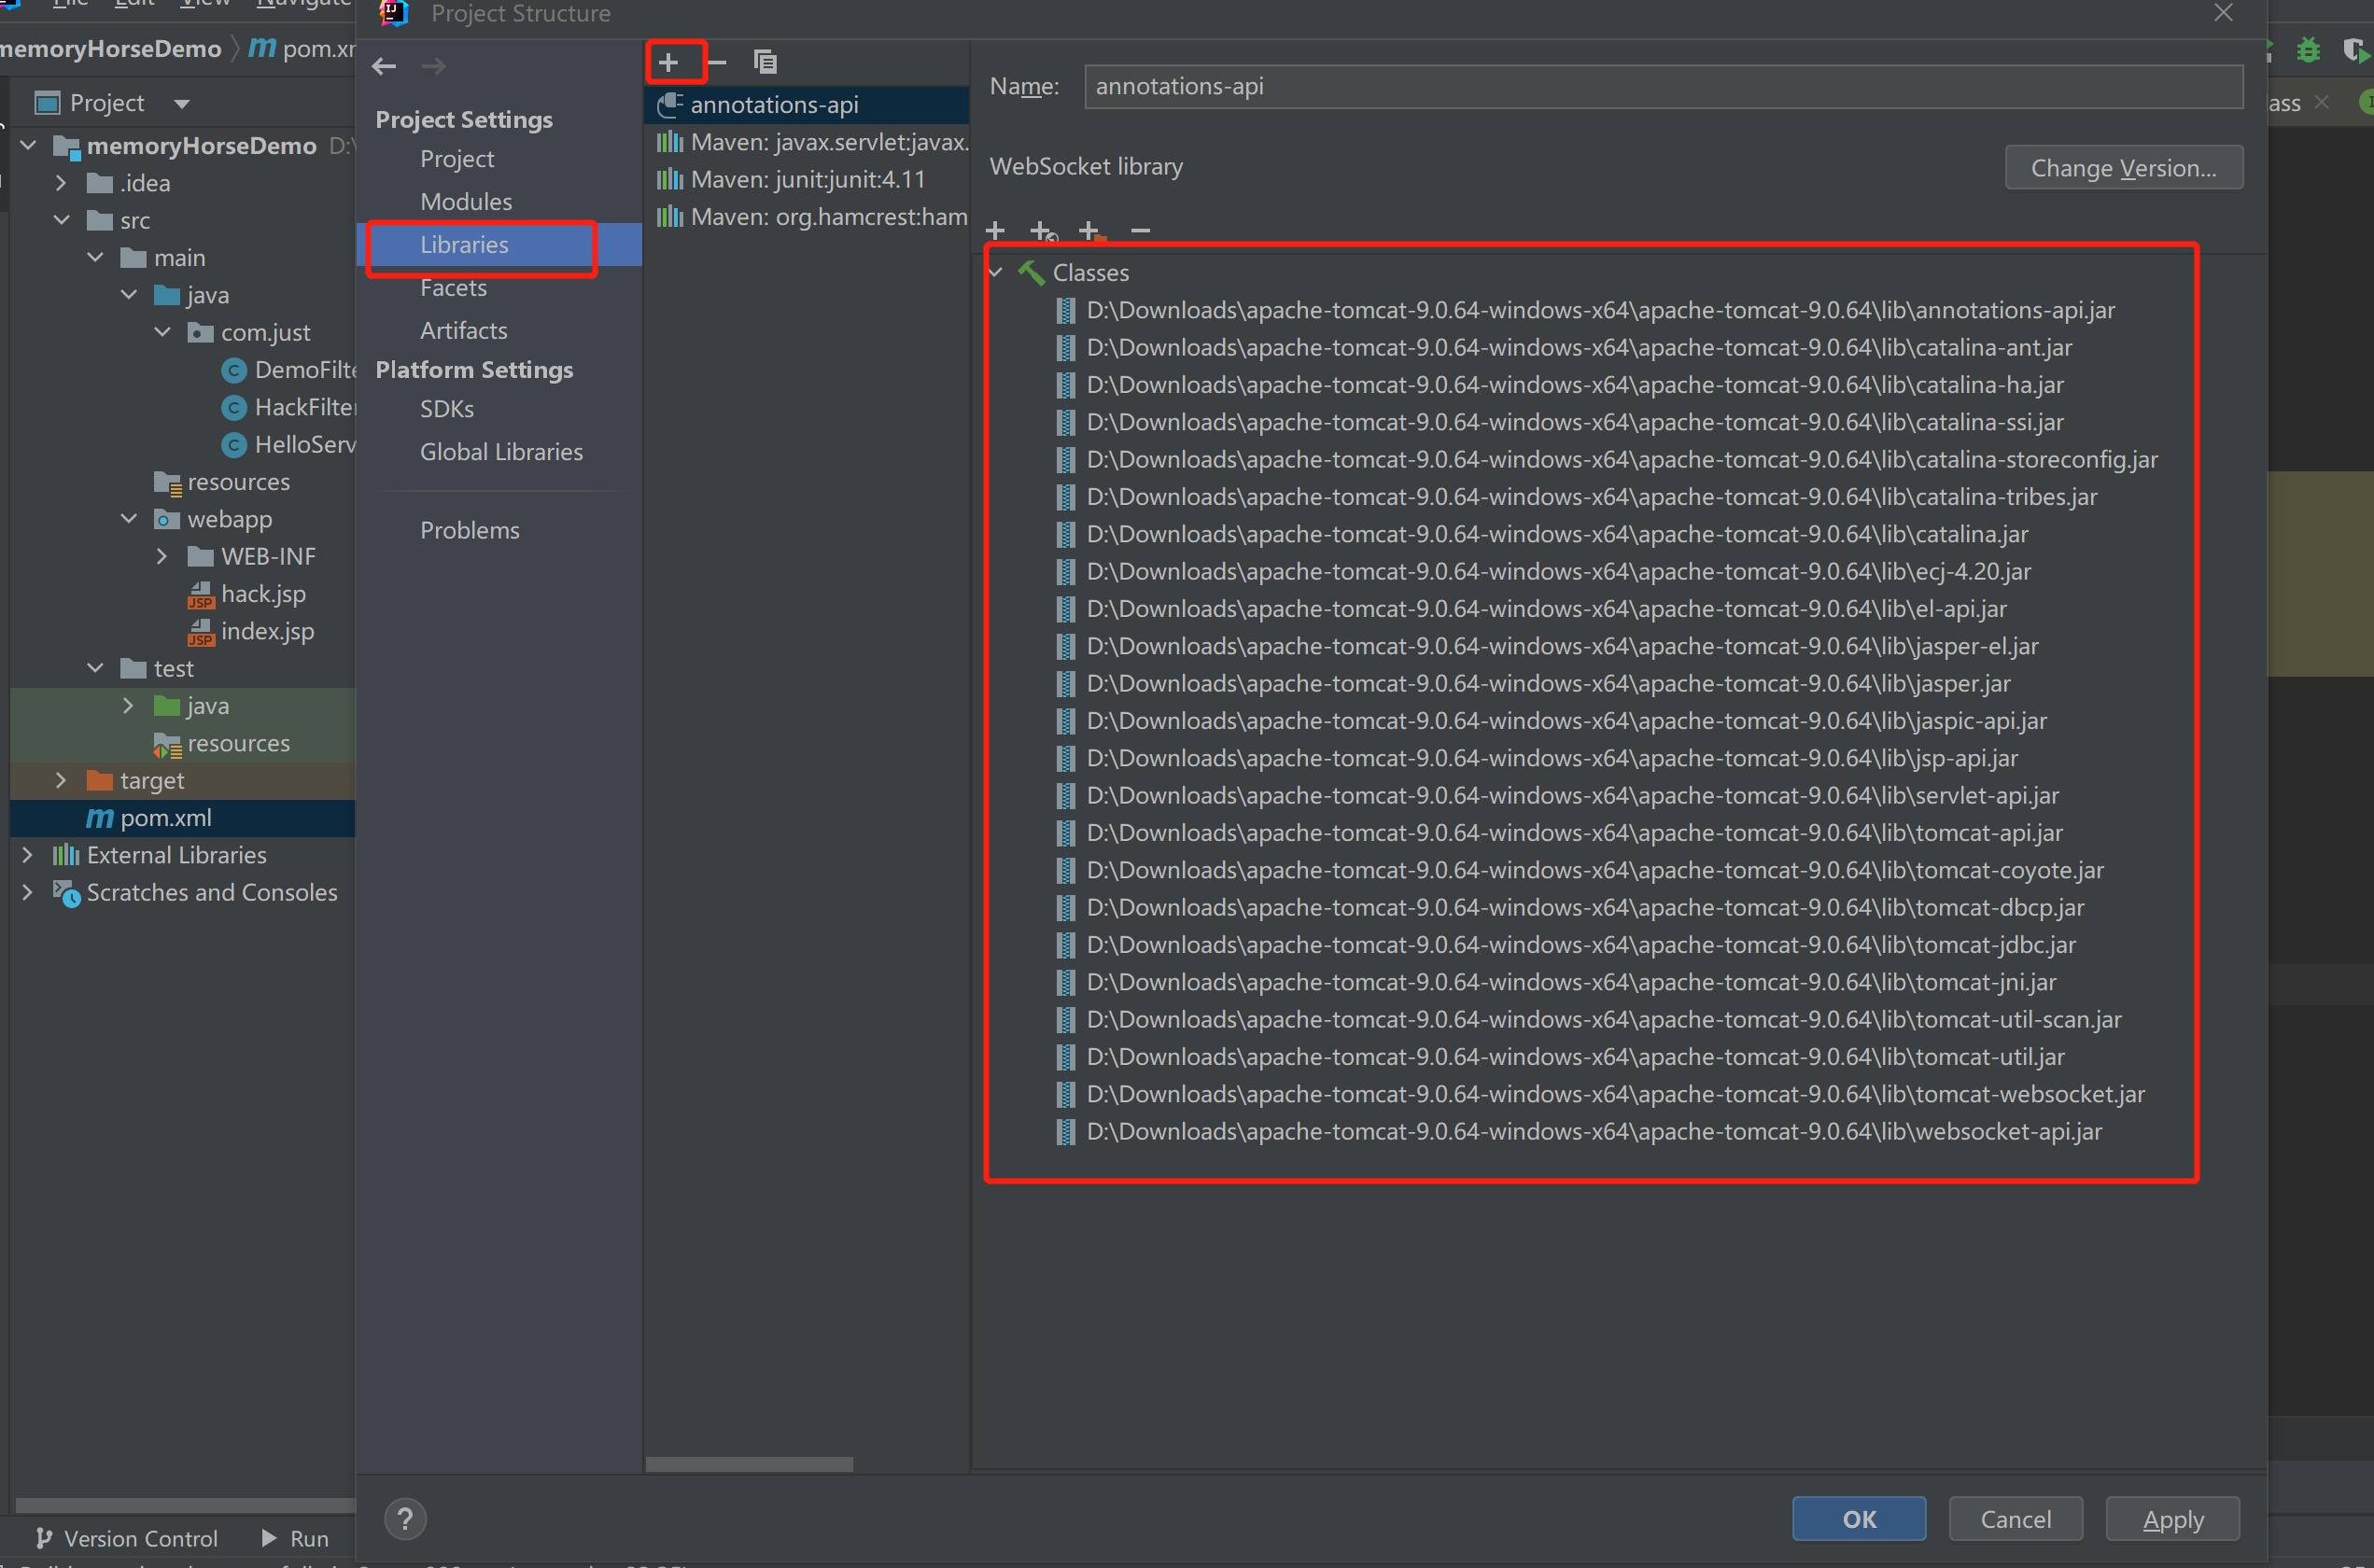 File Edit View Navigate
Project Structure
memoryHorseDemo
pom.xm
Project
memoryHorseDemo D:\
.idea
src
main
java
com.just
DemoFilte
HackFilter
HelloServ
resources
webapp
WEB-INF
hack.jsp
index.jsp
test
java
resources
target
pom.xml
External Libraries
Scratches and Consoles
Version Control Run
Project Settings
Project
Modules
Libraries
Facets
Artifacts
Platform Settings
SDKs
Global Libraries
Problems
annotations-api
Maven: javax.servlet:javax.
Maven: junit:junit:4.11
Maven: org.hamcrest:ham
Name: annotations-api
WebSocket library
Change Version...
Classes
D:\Downloads\apache-tomcat-9.0.64-windows-x64\apache-tomcat-9.0.64\lib\annotations-api.jar
D:\Downloads\apache-tomcat-9.0.64-windows-x64\apache-tomcat-9.0.64\lib\catalina-ant.jar
D:\Downloads\apache-tomcat-9.0.64-windows-x64\apache-tomcat-9.0.64\lib\catalina-ha.jar
D:\Downloads\apache-tomcat-9.0.64-windows-x64\apache-tomcat-9.0.64\lib\catalina-ssi.jar
D:\Downloads\apache-tomcat-9.0.64-windows-x64\apache-tomcat-9.0.64\lib\catalina-storeconfig.jar
D:\Downloads\apache-tomcat-9.0.64-windows-x64\apache-tomcat-9.0.64\lib\catalina-tribes.jar
D:\Downloads\apache-tomcat-9.0.64-windows-x64\apache-tomcat-9.0.64\lib\catalina.jar
D:\Downloads\apache-tomcat-9.0.64-windows-x64\apache-tomcat-9.0.64\lib\ecj-4.20.jar
D:\Downloads\apache-tomcat-9.0.64-windows-x64\apache-tomcat-9.0.64\lib\el-api.jar
D:\Downloads\apache-tomcat-9.0.64-windows-x64\apache-tomcat-9.0.64\lib\jasper-el.jar
D:\Downloads\apache-tomcat-9.0.64-windows-x64\apache-tomcat-9.0.64\lib\jasper.jar
D:\Downloads\apache-tomcat-9.0.64-windows-x64\apache-tomcat-9.0.64\lib\jaspic-api.jar
D:\Downloads\apache-tomcat-9.0.64-windows-x64\apache-tomcat-9.0.64\lib\jsp-api.jar
D:\Downloads\apache-tomcat-9.0.64-windows-x64\apache-tomcat-9.0.64\lib\servlet-api.jar
D:\Downloads\apache-tomcat-9.0.64-windows-x64\apache-tomcat-9.0.64\lib\tomcat-api.jar
D:\Downloads\apache-tomcat-9.0.64-windows-x64\apache-tomcat-9.0.64\lib\tomcat-coyote.jar
D:\Downloads\apache-tomcat-9.0.64-windows-x64\apache-tomcat-9.0.64\lib\tomcat-dbcp.jar
D:\Downloads\apache-tomcat-9.0.64-windows-x64\apache-tomcat-9.0.64\lib\tomcat-jdbc.jar
D:\Downloads\apache-tomcat-9.0.64-windows-x64\apache-tomcat-9.0.64\lib\tomcat-jni.jar
D:\Downloads\apache-tomcat-9.0.64-windows-x64\apache-tomcat-9.0.64\lib\tomcat-util-scan.jar
D:\Downloads\apache-tomcat-9.0.64-windows-x64\apache-tomcat-9.0.64\lib\tomcat-util.jar
D:\Downloads\apache-tomcat-9.0.64-windows-x64\apache-tomcat-9.0.64\lib\tomcat-websocket.jar
D:\Downloads\apache-tomcat-9.0.64-windows-x64\apache-tomcat-9.0.64\lib\websocket-api.jar
ass
? OK Cancel Apply